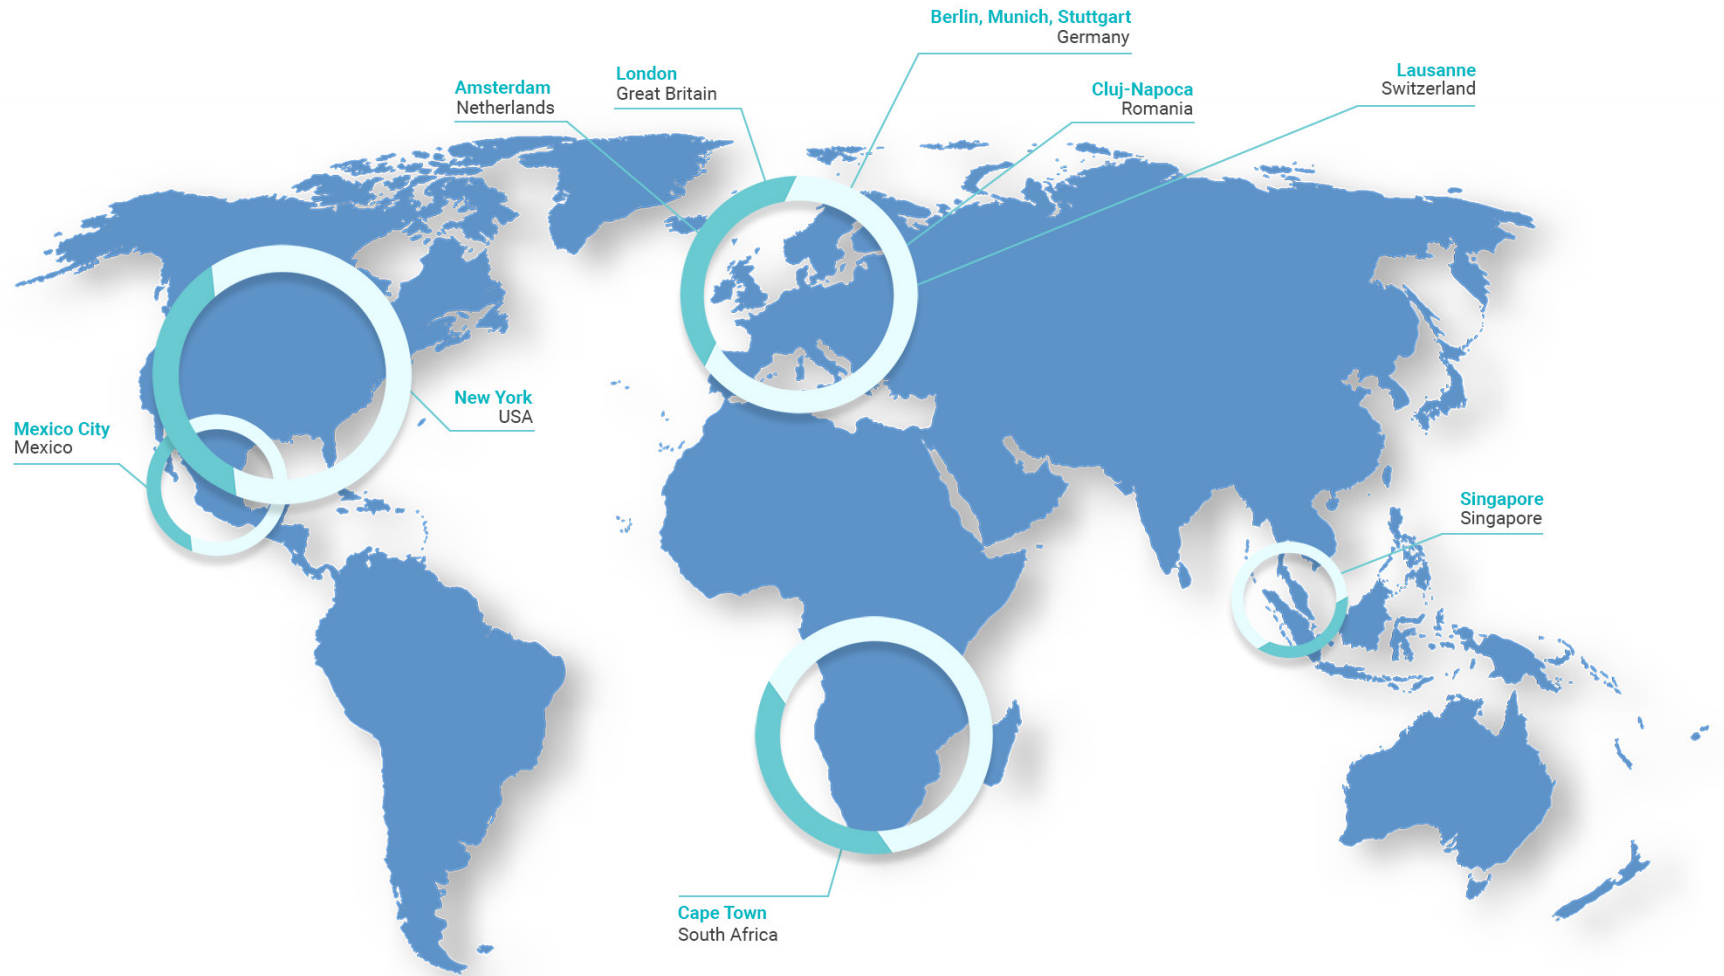 Berlin, Munich, Stuttgart
Germany
London
Great Britain
Amsterdam
Netherlands
Cluj-Napoca
Romania
Lausanne
Switzerland
New York
USA
Mexico City
Mexico
Singapore
Singapore
Cape Town
South Africa